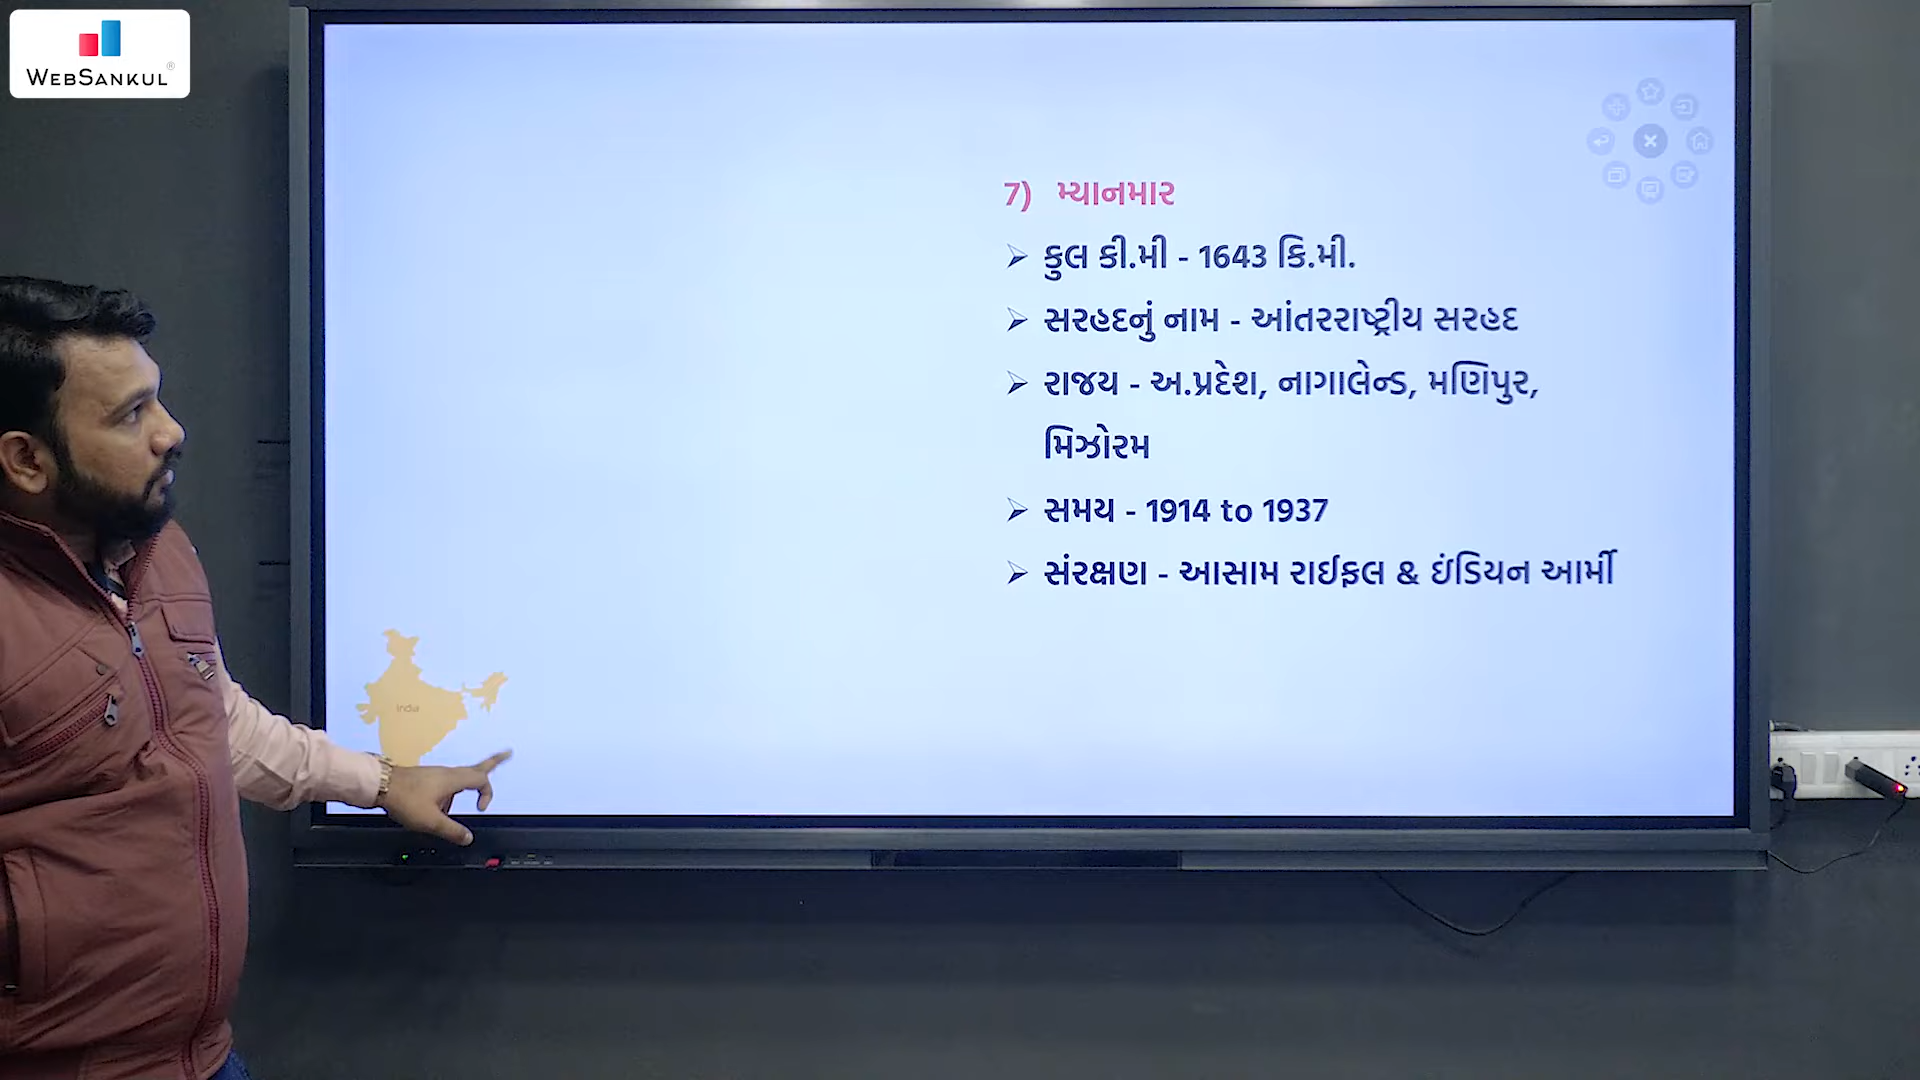 WEBSANKUL®
7) મ્યાનમાર
કુલ કી.મી - 1643 કિ.મી.
સરહદનું નામ - આંતરરાષ્ટ્રીય સરહદ
રાજય - અ.પ્રદેશ, નાગાલેન્ડ, મણિપુર,
મિઝોરમ
સમય - 1914 to 1937
સંરક્ષણ - આસામ રાઈફલ & ઇંડિયન આર્મી
India